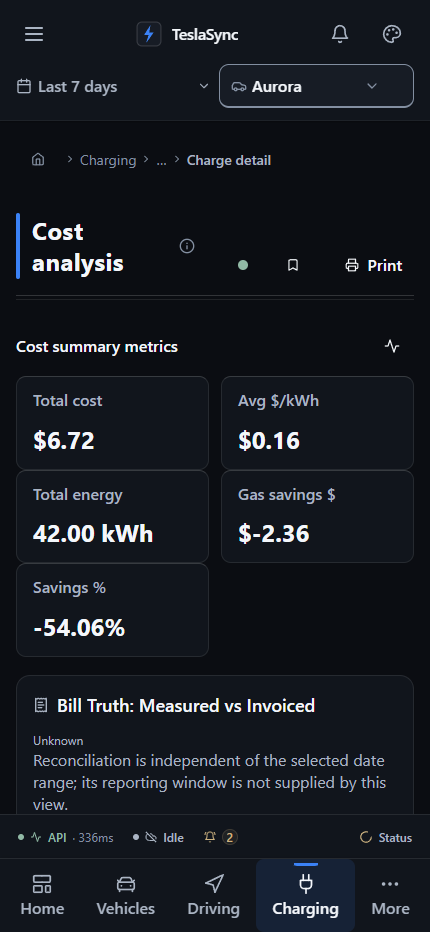 TeslaSync
Last 7 days
Aurora
Charging
...
Charge detail
Cost
analysis
Print
Cost summary metrics
Total cost
Avg $/kWh
$6.72
$0.16
Total energy
Gas savings $
42.00 kWh
$-2.36
Savings %
-54.06%
Bill Truth: Measured vs Invoiced
Unknown
Reconciliation is independent of the selected date
range; its reporting window is not supplied by this
view.
API · 336ms
Idle
2
Status
Home
Vehicles
Driving
Charging
More